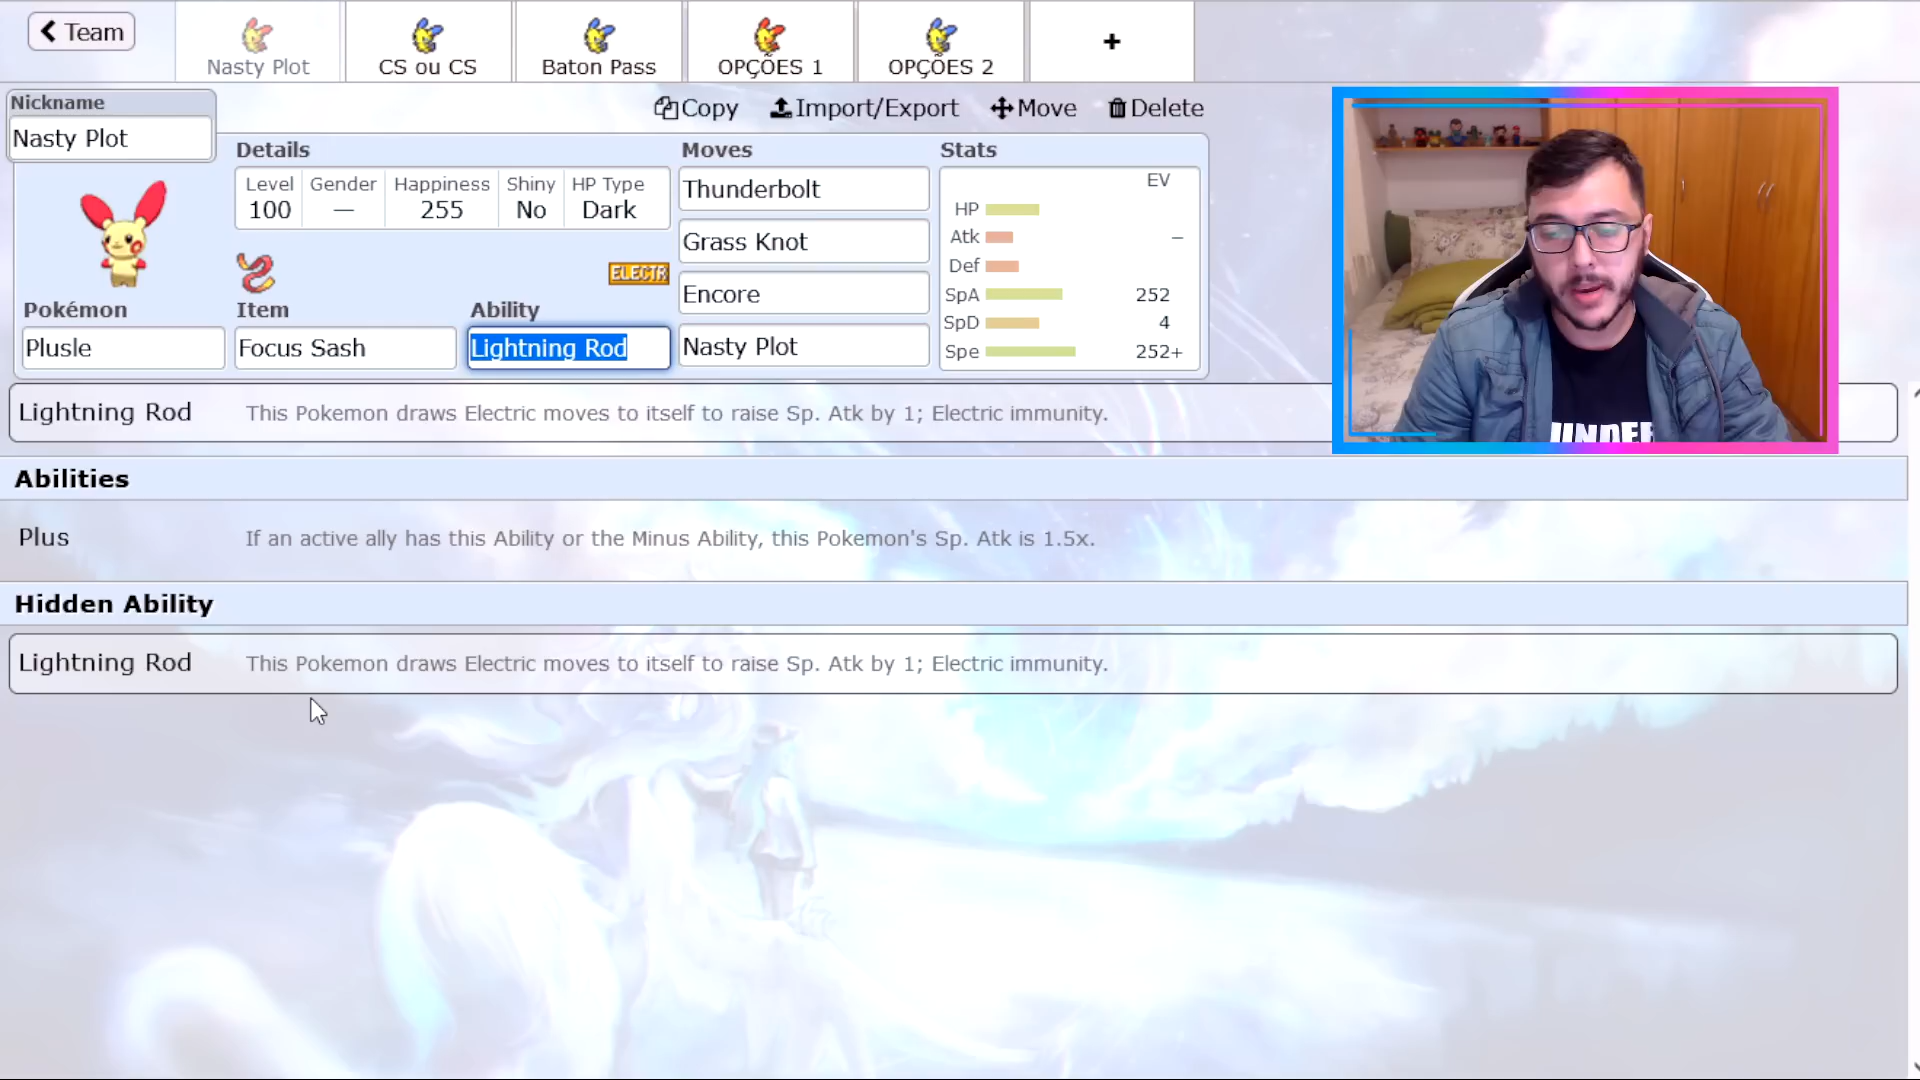 Team
Nasty Plot
CS ou CS
Baton Pass
OPÇÕES 1
OPÇÕES 2
+
Nickname
Nasty Plot
Copy
Import/Export
Move
Delete
Details
Moves
Stats
Level
Gender
Happiness
Shiny
HP Type
100
—
255
No
Dark
Thunderbolt
Grass Knot
Encore
Nasty Plot
EV
HP
Atk –
Def
SpA 252
SpD 4
Spe 252+
ELECTR
Pokémon
Item
Ability
Plusle
Focus Sash
Lightning Rod
Lightning Rod This Pokemon draws Electric moves to itself to raise Sp. Atk by 1; Electric immunity.
Abilities
Plus If an active ally has this Ability or the Minus Ability, this Pokemon's Sp. Atk is 1.5x.
Hidden Ability
Lightning Rod This Pokemon draws Electric moves to itself to raise Sp. Atk by 1; Electric immunity.
UNDER